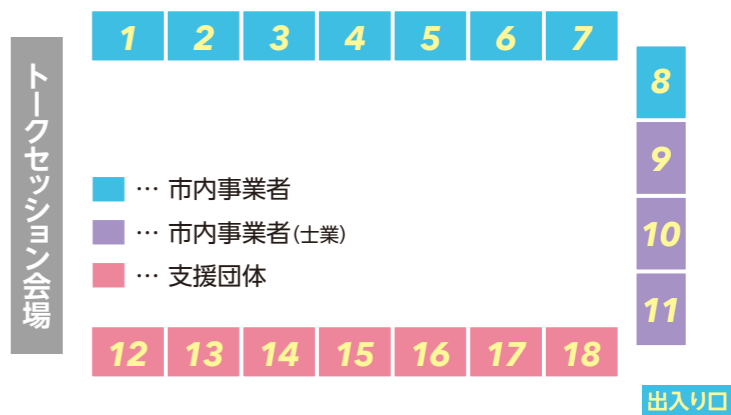 1 2 3 4 5 6 7
トークセッション会場
8
9
10
11
… 市内事業者
… 市内事業者(士業)
… 支援団体
12 13 14 15 16 17 18
出入り口